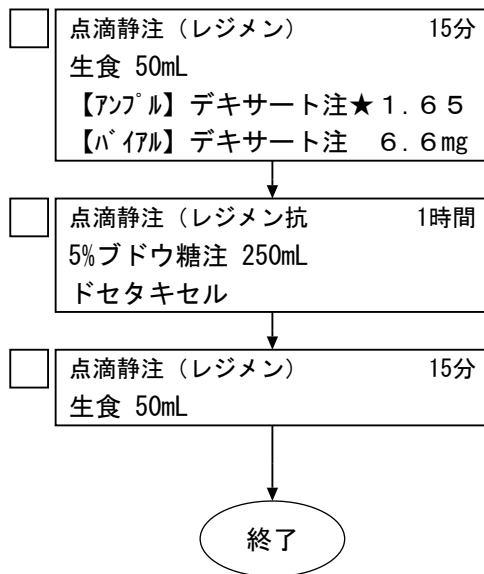 点滴静注（レジメン） 15分
生食 50mL
【ｱﾝﾌﾟﾙ】デキサート注★１．６５
【ﾊﾞｲｱﾙ】デキサート注　６．６mg
点滴静注（レジメン抗 1時間
5%ブドウ糖注 250mL
ドセタキセル
点滴静注（レジメン） 15分
生食 50mL
終了